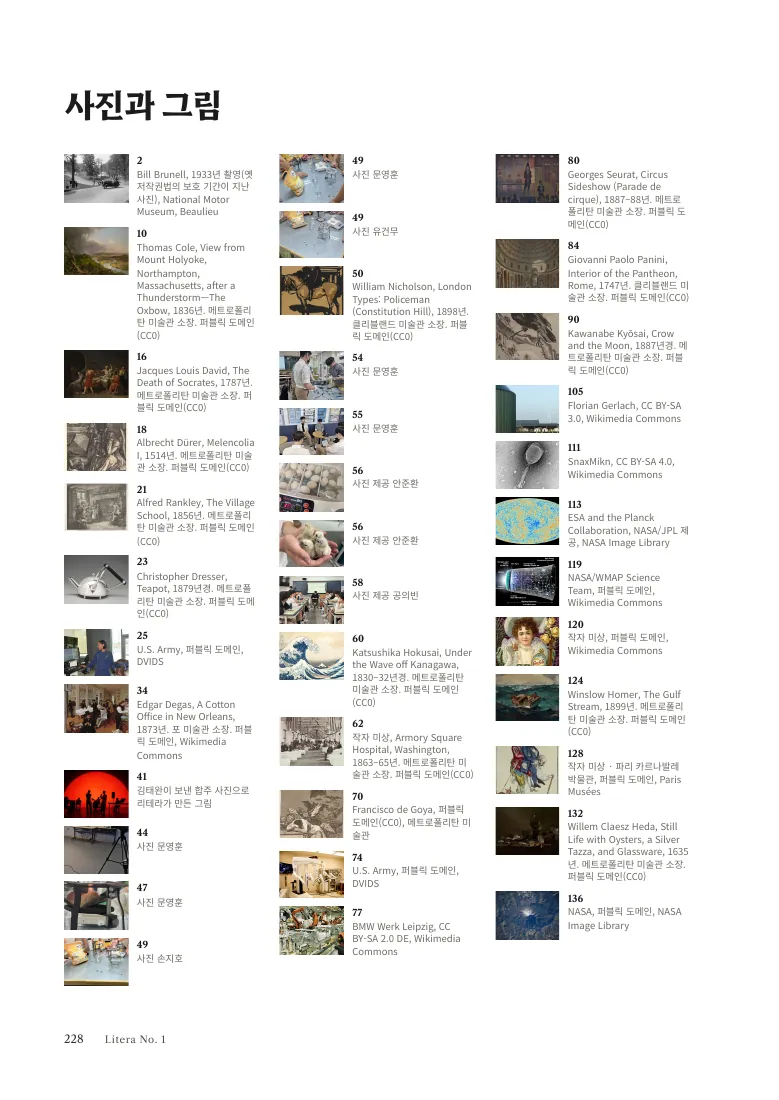 사진과 그림
2
Bill Brunell, 1933년 촬영(옛
저작권법의 보호 기간이 지난
사진), National Motor
Museum, Beaulieu
10
Thomas Cole, View from
Mount Holyoke,
Northampton,
Massachusetts, after a
Thunderstorm—The
Oxbow, 1836년. 메트로폴리
탄 미술관 소장. 퍼블릭 도메인
(CC0)
16
Jacques Louis David, The
Death of Socrates, 1787년.
메트로폴리탄 미술관 소장. 퍼
블릭 도메인(CC0)
18
Albrecht Dürer, Melencolia
I, 1514년. 메트로폴리탄 미술
관 소장. 퍼블릭 도메인(CC0)
21
Alfred Rankley, The Village
School, 1856년. 메트로폴리
탄 미술관 소장. 퍼블릭 도메인
(CC0)
23
Christopher Dresser,
Teapot, 1879년경. 메트로폴
리탄 미술관 소장. 퍼블릭 도메
인(CC0)
25
U.S. Army, 퍼블릭 도메인,
DVIDS
34
Edgar Degas, A Cotton
Office in New Orleans,
1873년. 포 미술관 소장. 퍼블
릭 도메인, Wikimedia
Commons
41
김태완이 보낸 합주 사진으로
리테라가 만든 그림
44
사진 문영훈
47
사진 문영훈
49
사진 손지호
49
사진 문영훈
49
사진 유건무
50
William Nicholson, London
Types: Policeman
(Constitution Hill), 1898년.
클리블랜드 미술관 소장. 퍼블
릭 도메인(CC0)
54
사진 문영훈
55
사진 문영훈
56
사진 제공 안준환
56
사진 제공 안준환
58
사진 제공 공의빈
60
Katsushika Hokusai, Under
the Wave off Kanagawa,
1830–32년경. 메트로폴리탄
미술관 소장. 퍼블릭 도메인
(CC0)
62
작자 미상, Armory Square
Hospital, Washington,
1863–65년. 메트로폴리탄 미
술관 소장. 퍼블릭 도메인(CC0)
70
Francisco de Goya, 퍼블릭
도메인(CC0), 메트로폴리탄 미
술관
74
U.S. Army, 퍼블릭 도메인,
DVIDS
77
BMW Werk Leipzig, CC
BY-SA 2.0 DE, Wikimedia
Commons
80
Georges Seurat, Circus
Sideshow (Parade de
cirque), 1887–88년. 메트로
폴리탄 미술관 소장. 퍼블릭 도
메인(CC0)
84
Giovanni Paolo Panini,
Interior of the Pantheon,
Rome, 1747년. 클리블랜드 미
술관 소장. 퍼블릭 도메인(CC0)
90
Kawanabe Kyōsai, Crow
and the Moon, 1887년경. 메
트로폴리탄 미술관 소장. 퍼블
릭 도메인(CC0)
105
Florian Gerlach, CC BY-SA
3.0, Wikimedia Commons
111
SnaxMikn, CC BY-SA 4.0,
Wikimedia Commons
113
ESA and the Planck
Collaboration, NASA/JPL 제
공, NASA Image Library
119
NASA/WMAP Science
Team, 퍼블릭 도메인,
Wikimedia Commons
120
작자 미상, 퍼블릭 도메인,
Wikimedia Commons
124
Winslow Homer, The Gulf
Stream, 1899년. 메트로폴리
탄 미술관 소장. 퍼블릭 도메인
(CC0)
128
작자 미상 · 파리 카르나발레
박물관, 퍼블릭 도메인, Paris
Musées
132
Willem Claesz Heda, Still
Life with Oysters, a Silver
Tazza, and Glassware, 1635
년. 메트로폴리탄 미술관 소장.
퍼블릭 도메인(CC0)
136
NASA, 퍼블릭 도메인, NASA
Image Library
228 Litera No. 1